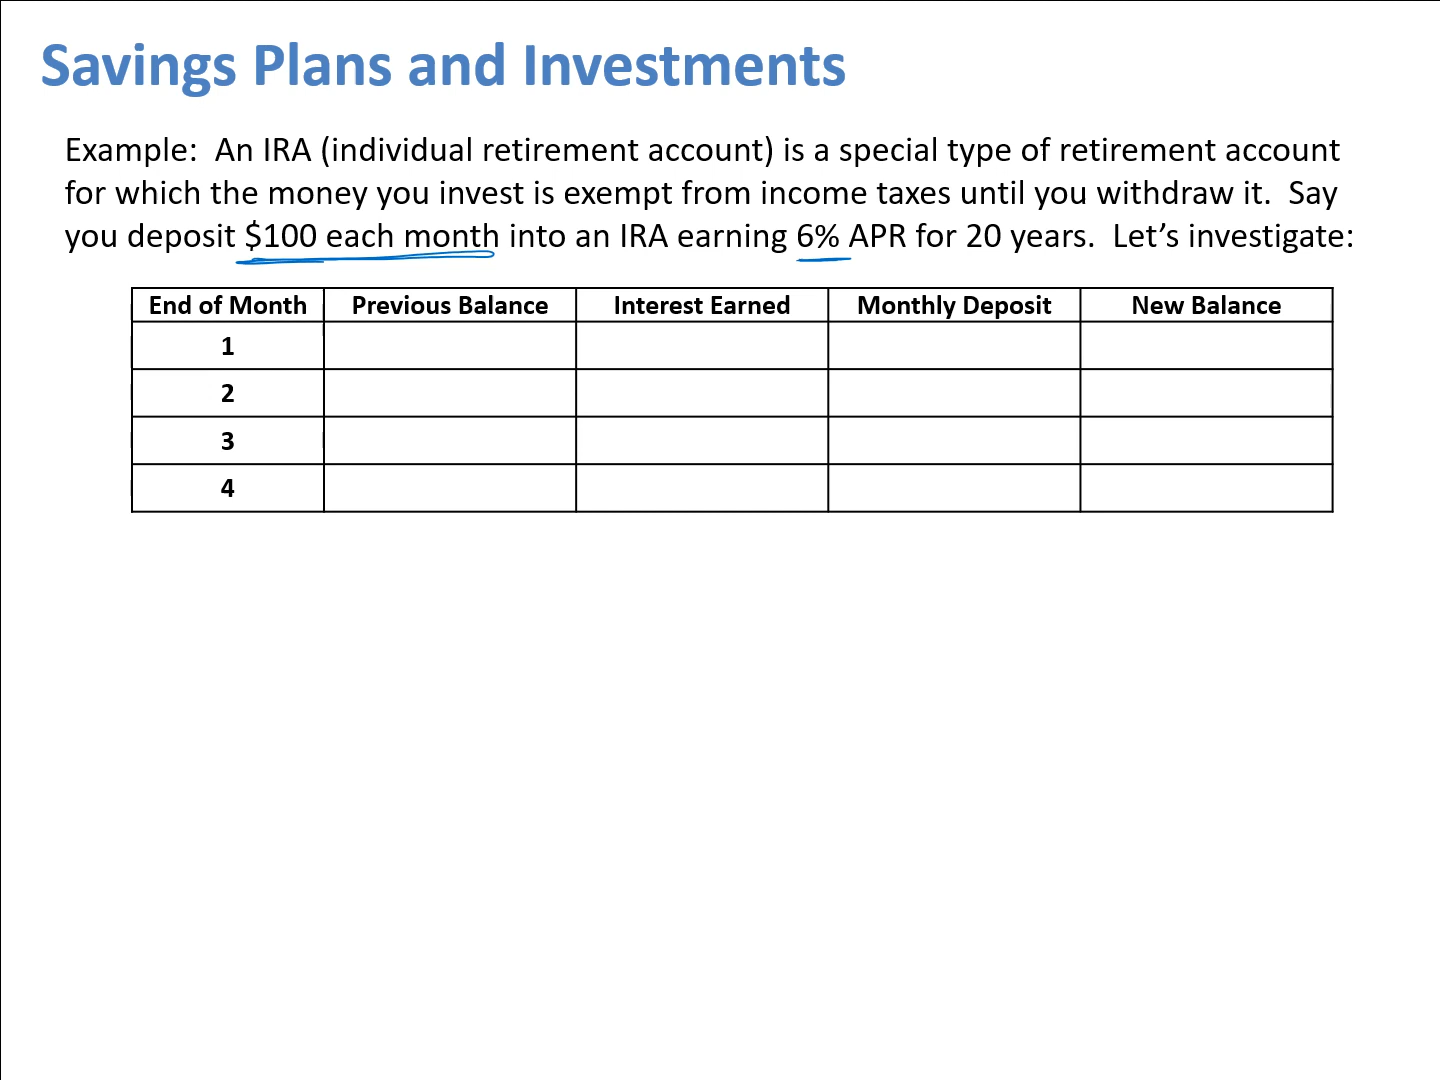 Savings Plans and Investments
Example:  An IRA (individual retirement account) is a special type of retirement account
for which the money you invest is exempt from income taxes until you withdraw it.  Say
you deposit $100 each month into an IRA earning 6% APR for 20 years.  Let’s investigate:
End of Month Previous Balance Interest Earned Monthly Deposit New Balance
1
2
3
4